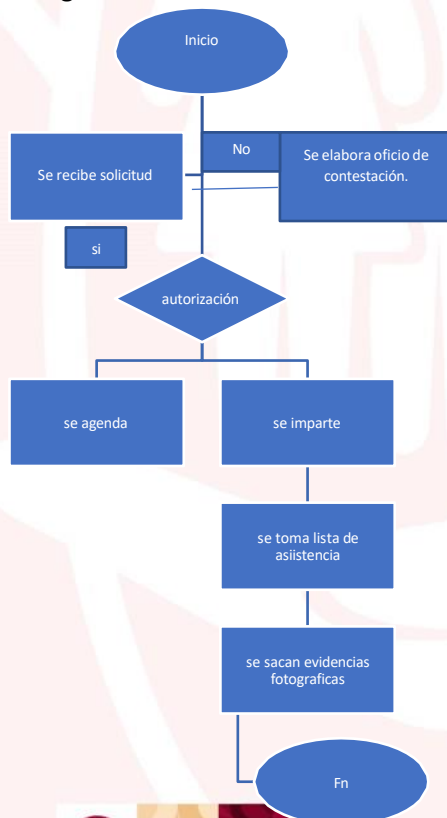 Inicio
No
Se recibe solicitud
Se elabora oficio de
contestación.
si
autorización
se agenda
se imparte
se toma lista de
asiistencia
se sacan evidencias
fotograficas
Fn